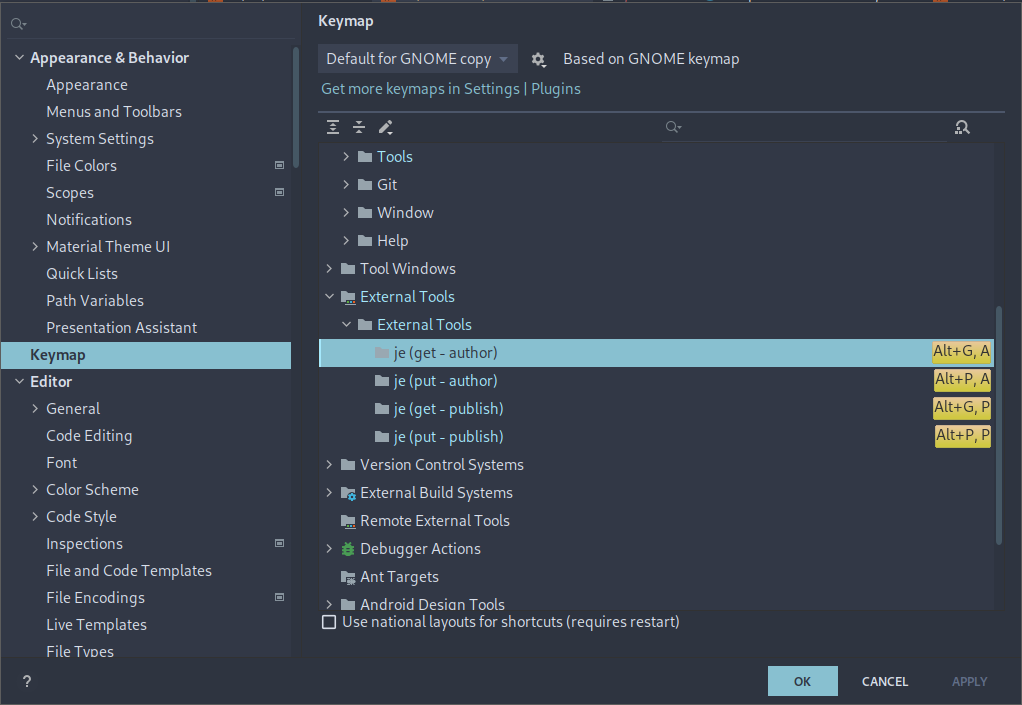 Appearance & Behavior
Appearance
Menus and Toolbars
System Settings
File Colors
Scopes
Notifications
Material Theme UI
Quick Lists
Path Variables
Presentation Assistant
Keymap
Editor
General
Code Editing
Font
Color Scheme
Code Style
Inspections
File and Code Templates
File Encodings
Live Templates
File Types
?
Keymap
Default for GNOME copy Based on GNOME keymap
Get more keymaps in Settings | Plugins
Tools
Git
Window
Help
Tool Windows
External Tools
External Tools
je (get - author) Alt+G, A
je (put - author) Alt+P, A
je (get - publish) Alt+G, P
je (put - publish) Alt+P, P
Version Control Systems
External Build Systems
Remote External Tools
Debugger Actions
Ant Targets
Android Design Tools
Use national layouts for shortcuts (requires restart)
OK CANCEL APPLY